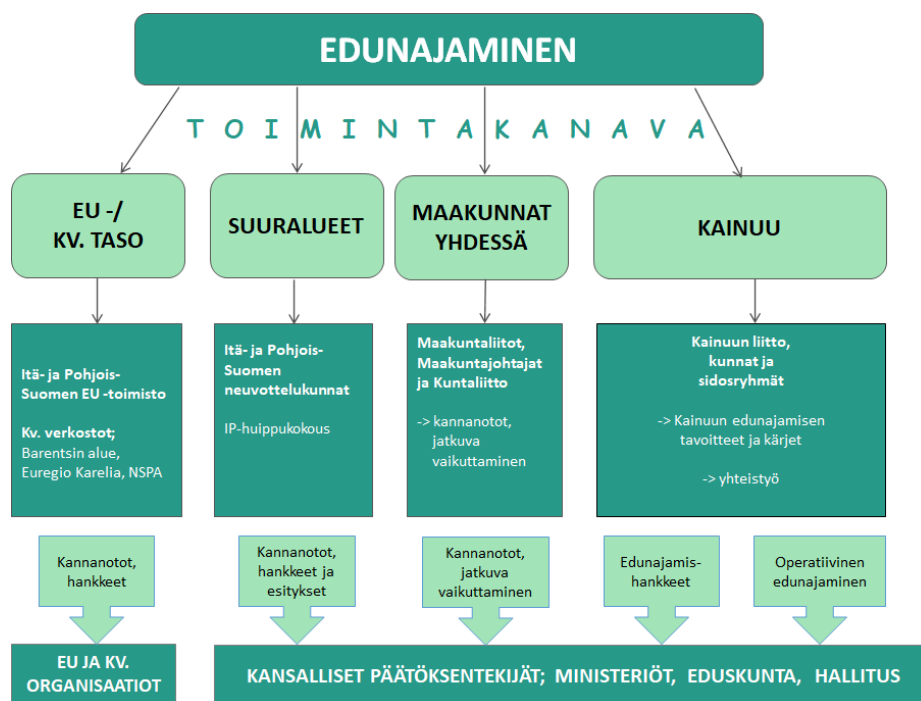 EDUNAJAMINEN
TOIMINTAKANAVA
EU -/
KV. TASO
SUURALUEET
MAAKUNNAT
YHDESSÄ
KAINUU
Itä- ja Pohjois-
Suomen EU -toimisto
Kv. verkostot;
Barentsin alue,
Euregio Karelia, NSPA
Itä- ja Pohjois-
Suomen
neuvottelukunnat
IP-huippukokous
Maakuntaliitot,
Maakuntajohtajat
ja Kuntaliitto
-> kannanotot,
jatkuva
vaikuttaminen
Kainuun liitto,
kunnat ja
sidosryhmät
-> Kainuun edunajamisen
tavoitteet ja kärjet
-> yhteistyö
Kannanotot,
hankkeet
Kannanotot,
hankkeet ja
esitykset
Kannanotot,
jatkuva
vaikuttaminen
Edunajamis-
hankkeet
Operatiivinen
edunajaminen
EU JA KV.
ORGANISAATIOT
KANSALLISET PÄÄTÖKSENTEKIJÄT; MINISTERIÖT, EDUSKUNTA, HALLITUS